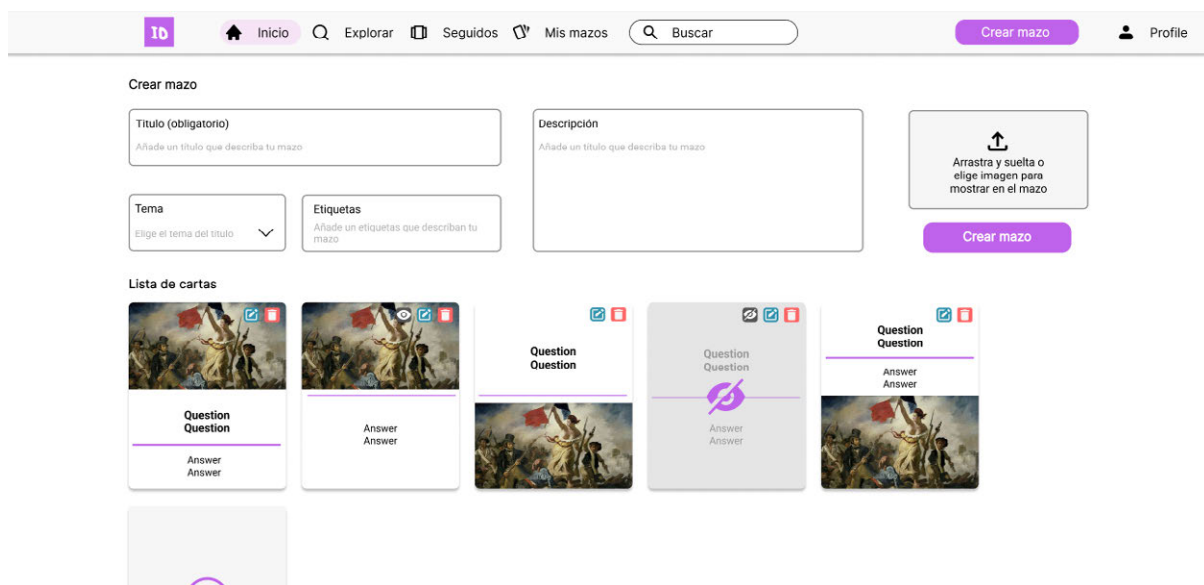 ID
Inicio
Explorar
Seguidos
Mis mazos
Buscar
Crear mazo
Profile
Crear mazo
Título (obligatorio)
Añade un título que describa tu mazo
Descripción
Añade un título que describa tu mazo
Arrastra y suelta o
elige imagen para
mostrar en el mazo
Tema
Elige el tema del título
Etiquetas
Añade un etiquetas que describan tu
mazo
Crear mazo
Lista de cartas
Question
Question
Answer
Answer
Answer
Answer
Question
Question
Question
Question
Answer
Answer
Question
Question
Answer
Answer